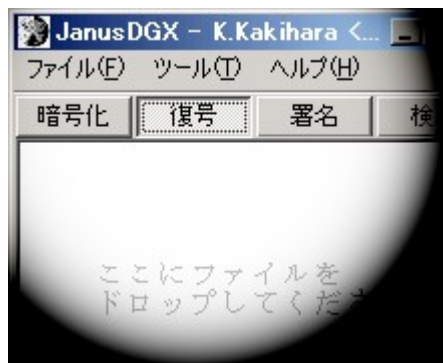 JanusDGX - K.Kakihara <...
ファイル(F) ツール(T) ヘルプ(H)
暗号化 復号 署名 検
ここにファイルを
ドロップしてくださ